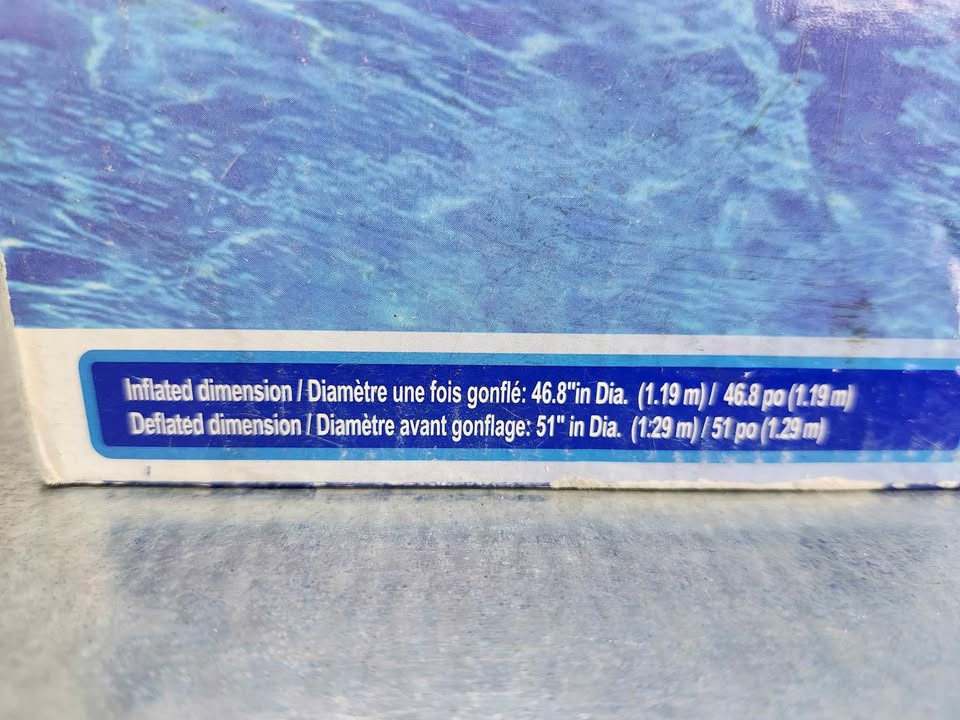 Inflated dimension / Diamètre une fois gonflé: 46.8"in Dia. (1.19 m) / 46.8 po (1.19 m)
Deflated dimension / Diamètre avant gonflage: 51" in Dia. (1:29 m) / 51 po (1.29 m)